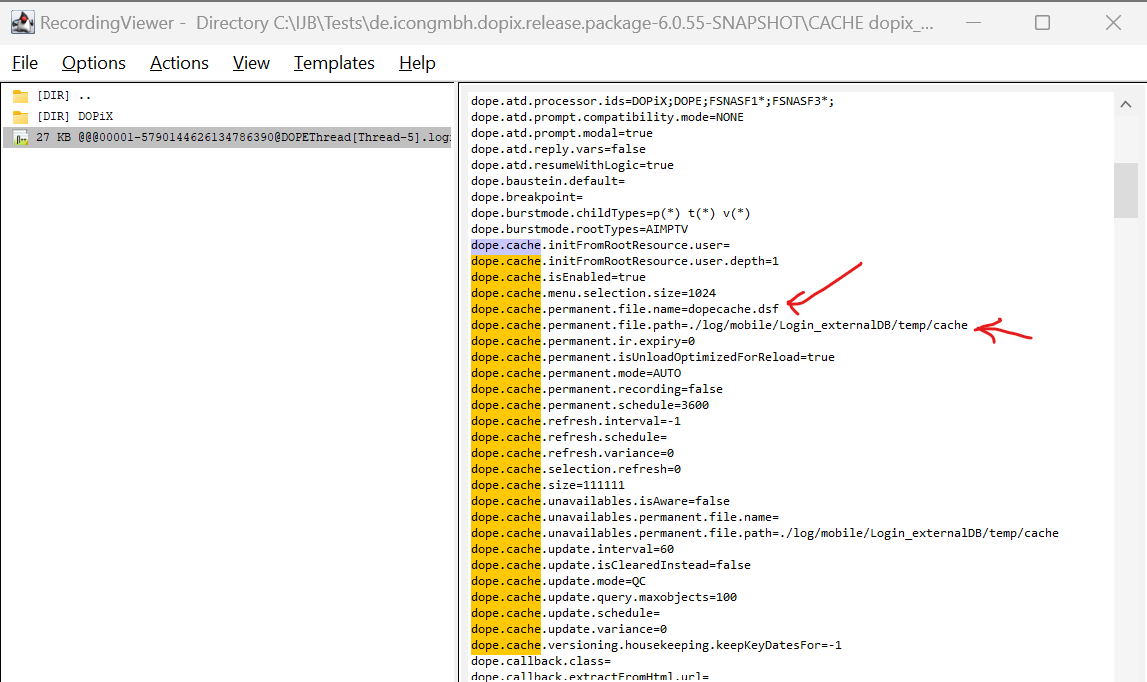 RecordingViewer - Directory C:\IJB\Tests\de.icongmbh.dopix.release.package-6.0.55-SNAPSHOT\CACHE dopix_...
File Options Actions View Templates Help
[DIR] ..
[DIR] DOPiX
27 KB @@@00001-5790144626134786390@DOPEThread[Thread-5].log
dope.atd.processor.ids=DOPiX;DOPE;FSNASF1*;FSNASF3*;
dope.atd.prompt.compatibility.mode=NONE
dope.atd.prompt.modal=true
dope.atd.reply.vars=false
dope.atd.resumeWithLogic=true
dope.baustein.default=
dope.breakpoint=
dope.burstmode.childTypes=p(*) t(*) v(*)
dope.burstmode.rootTypes=AIMPTV
dope.cache.initFromRootResource.user=
dope.cache.initFromRootResource.user.depth=1
dope.cache.isEnabled=true
dope.cache.menu.selection.size=1024
dope.cache.permanent.file.name=dopecache.dsf
dope.cache.permanent.file.path=./log/mobile/Login_externalDB/temp/cache
dope.cache.permanent.ir.expiry=0
dope.cache.permanent.isUnloadOptimizedForReload=true
dope.cache.permanent.mode=AUTO
dope.cache.permanent.recording=false
dope.cache.permanent.schedule=3600
dope.cache.refresh.interval=-1
dope.cache.refresh.schedule=
dope.cache.refresh.variance=0
dope.cache.selection.refresh=0
dope.cache.size=111111
dope.cache.unavailables.isAware=false
dope.cache.unavailables.permanent.file.name=
dope.cache.unavailables.permanent.file.path=./log/mobile/Login_externalDB/temp/cache
dope.cache.update.interval=60
dope.cache.update.isClearedInstead=false
dope.cache.update.mode=QC
dope.cache.update.query.maxobjects=100
dope.cache.update.schedule=
dope.cache.update.variance=0
dope.cache.versioning.housekeeping.keepKeyDatesFor=-1
dope.callback.class=
dope.callback.extractFromHtml.url=